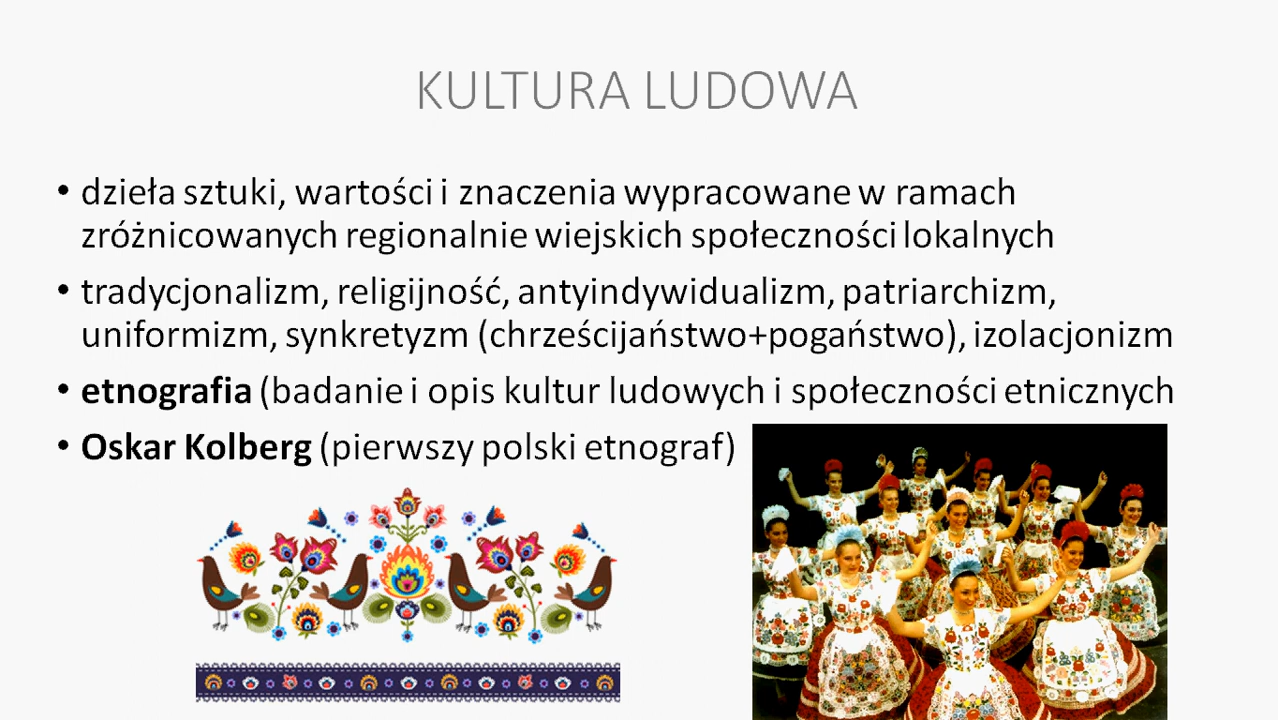 KULTURA LUDOWA
• dzieła sztuki, wartości i znaczenia wypracowane w ramach
zróżnicowanych regionalnie wiejskich społeczności lokalnych
• tradycjonalizm, religijność, antyindywidualizm, patriarchizm,
uniformizm, synkretyzm (chrześcijaństwo+pogaństwo), izolacjonizm
• etnografia (badanie i opis kultur ludowych i społeczności etnicznych
• Oskar Kolberg (pierwszy polski etnograf)